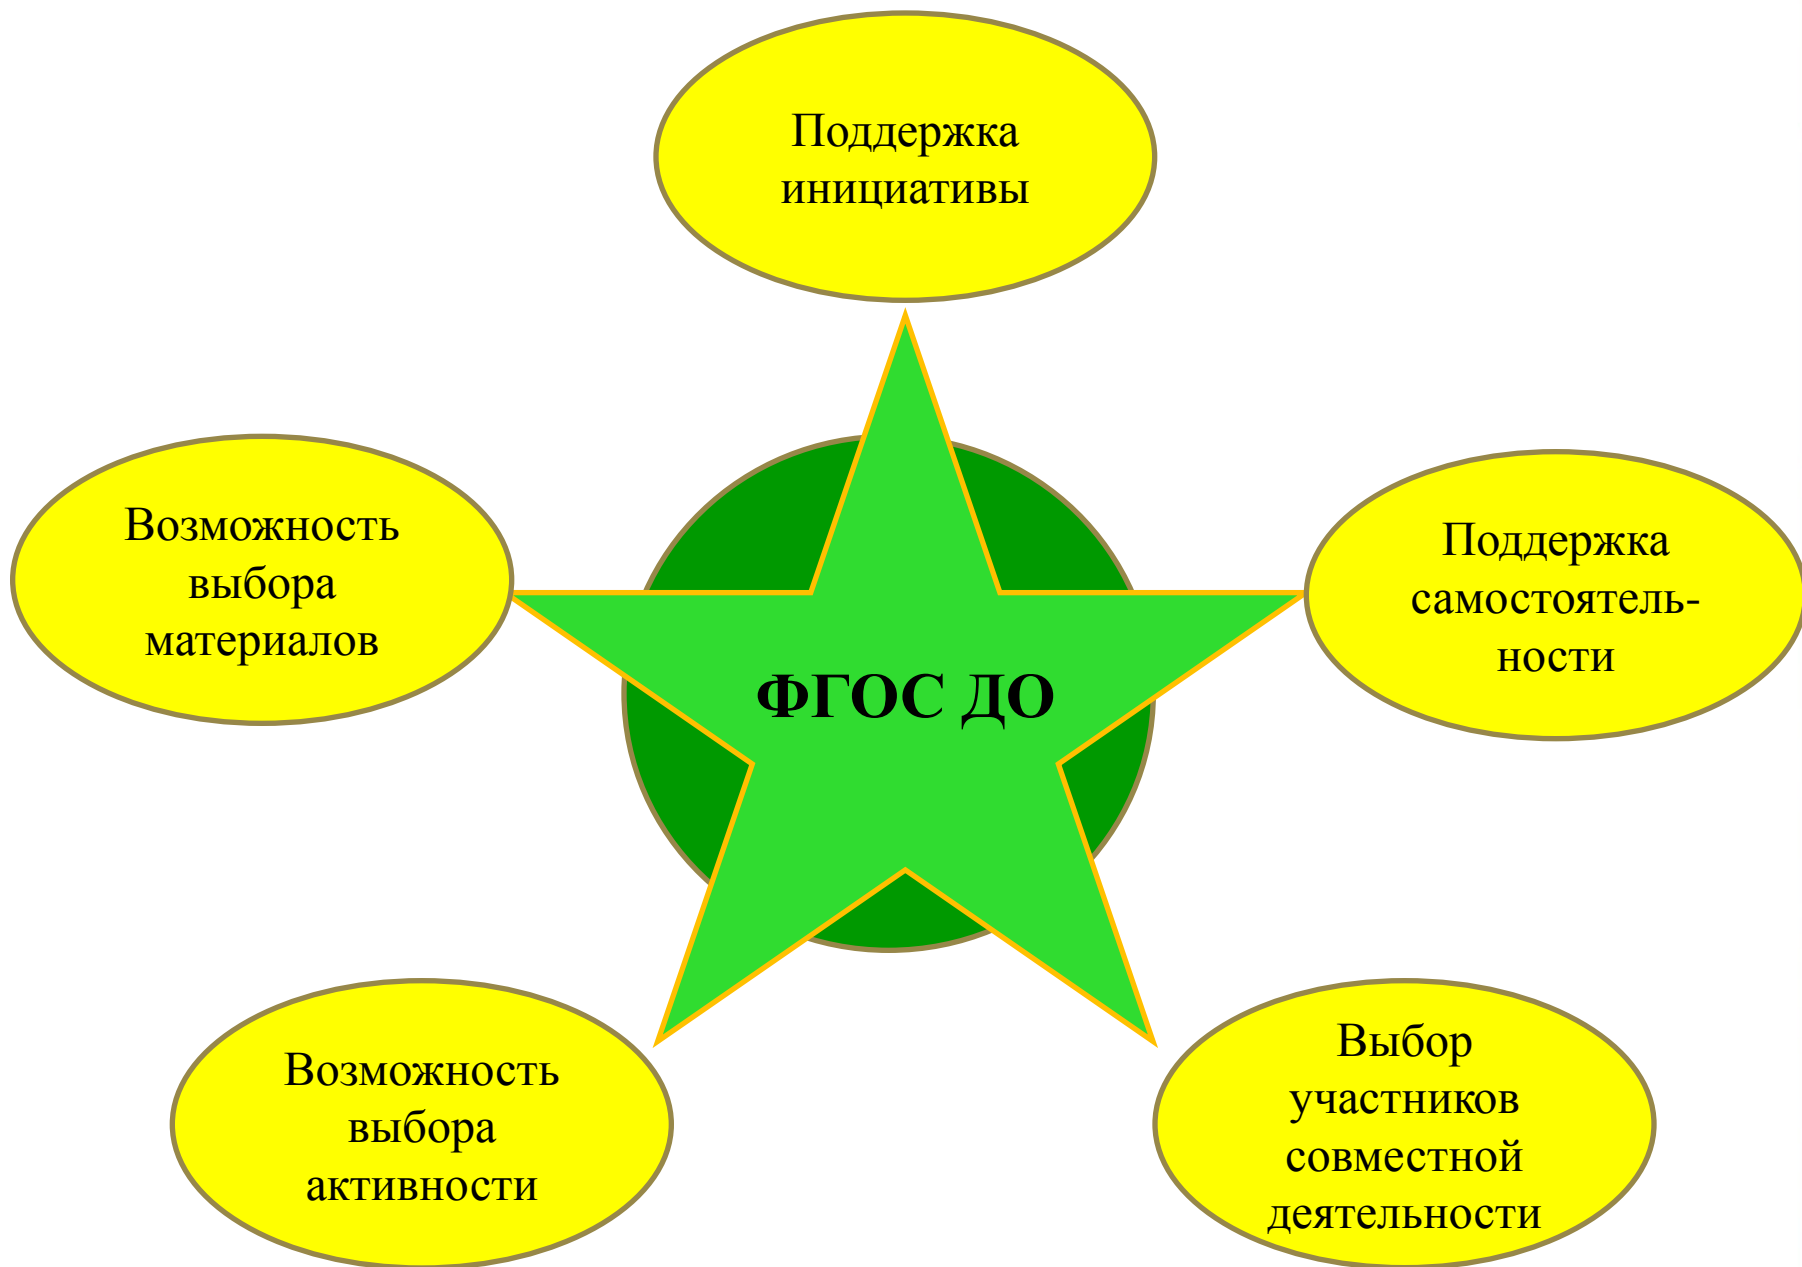 Поддержка
инициативы
Возможность
выбора
материалов
Поддержка
самостоятель-
ности
ФГОС ДО
Возможность
выбора
активности
Выбор
участников
совместной
деятельности